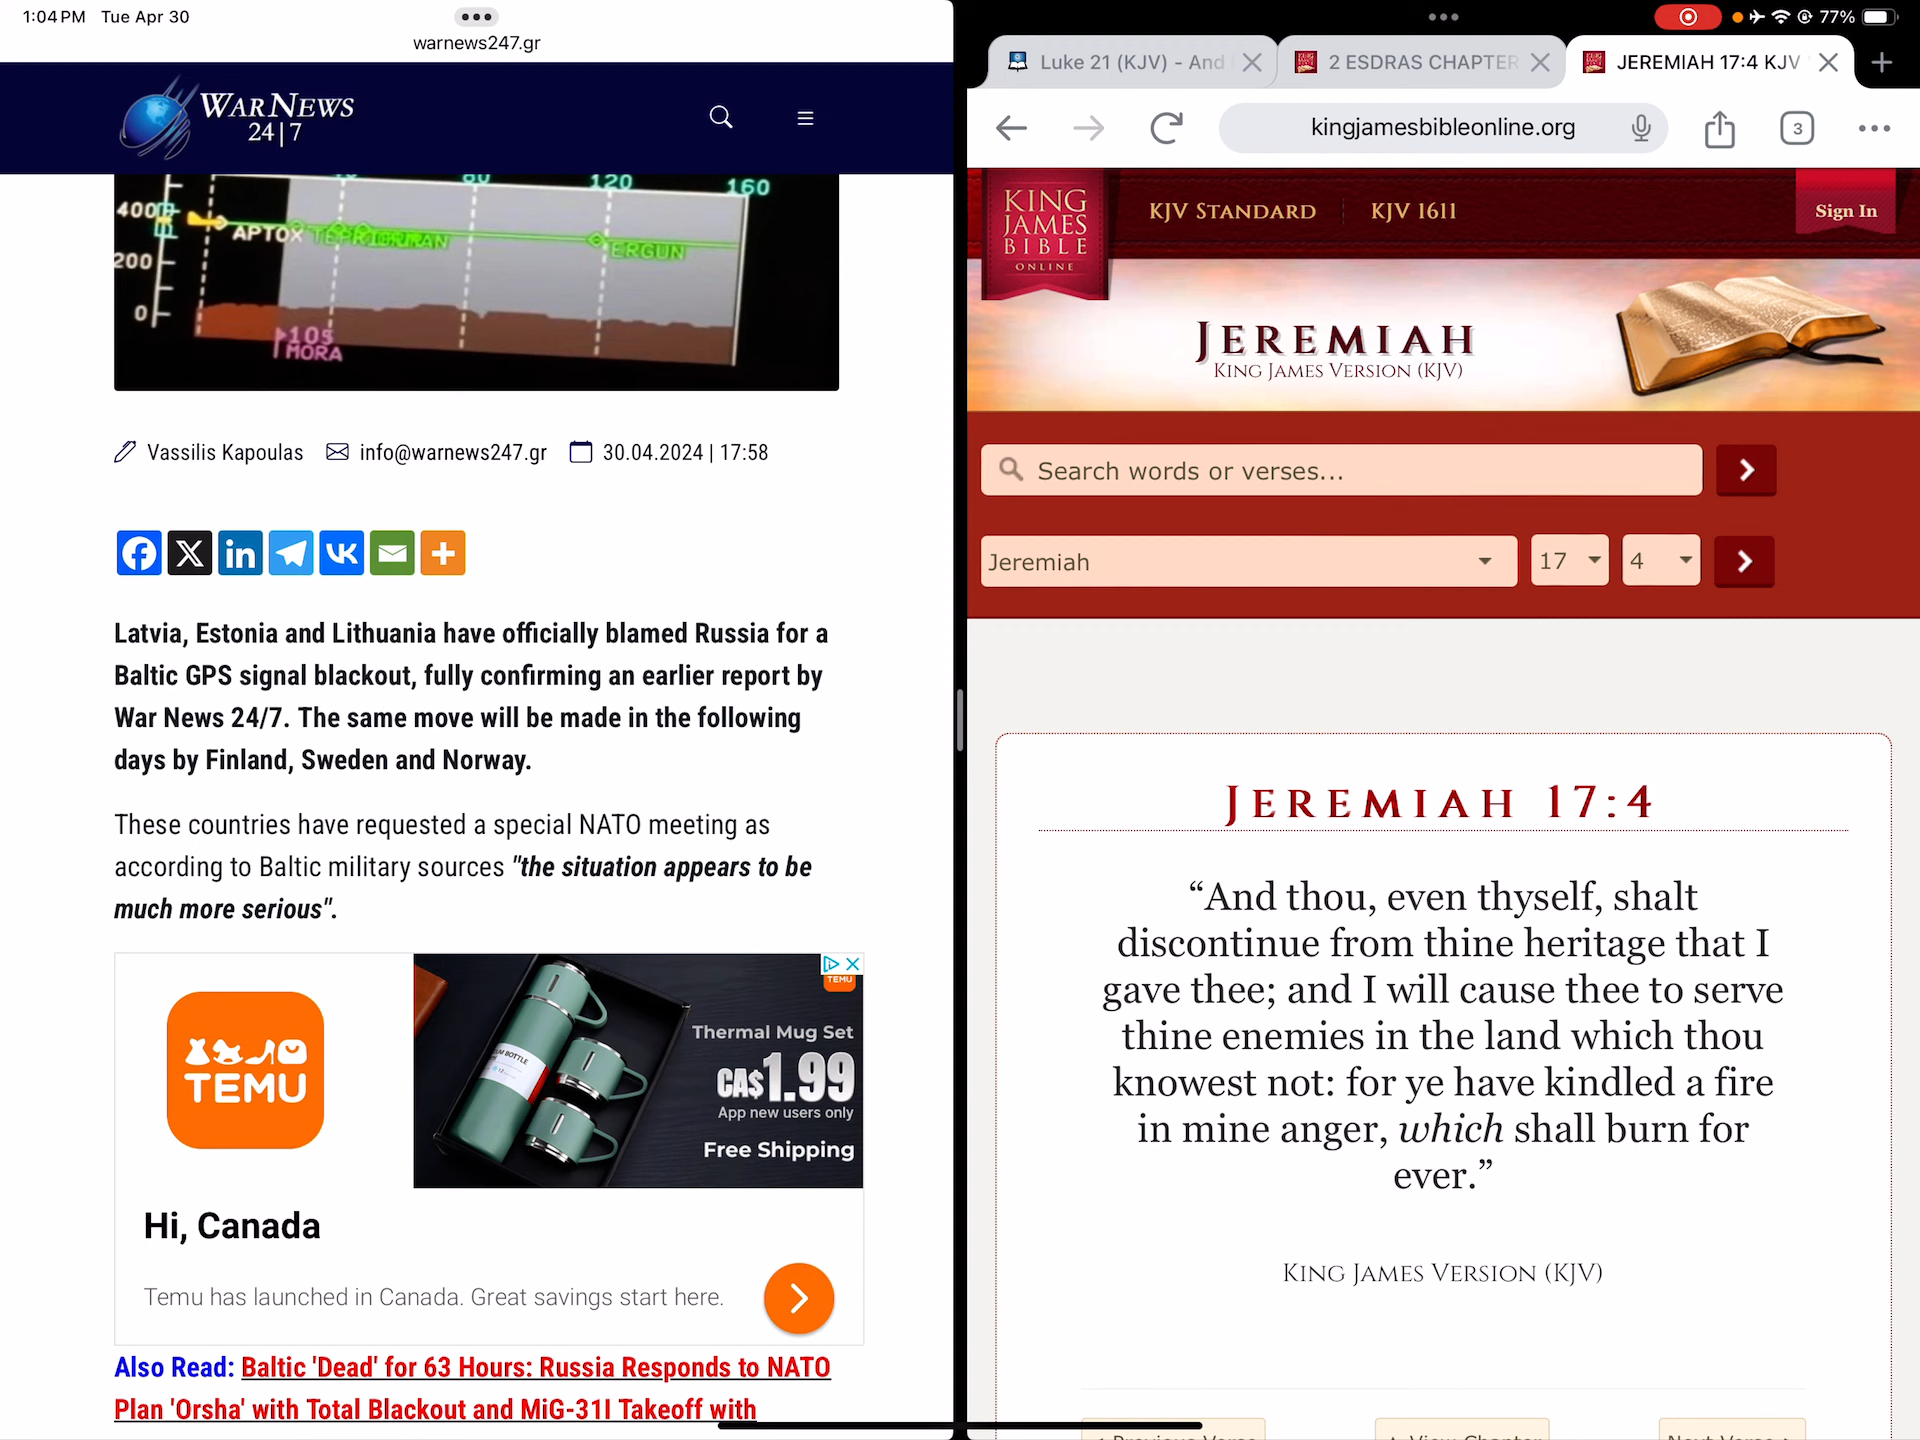 1:04 PM Tue Apr 30
warnews247.gr
WARNEWS
24|7
80
120
160
400
200
0
APTOX
ERGUN
105
MORA
Vassilis Kapoulas
info@warnews247.gr
30.04.2024 | 17:58
Latvia, Estonia and Lithuania have officially blamed Russia for a
Baltic GPS signal blackout, fully confirming an earlier report by
War News 24/7. The same move will be made in the following
days by Finland, Sweden and Norway.
These countries have requested a special NATO meeting as
according to Baltic military sources "the situation appears to be
much more serious".
TEMU
TEMU
Thermal Mug Set
CA$1.99
App new users only
Free Shipping
Hi, Canada
Temu has launched in Canada. Great savings start here.
Also Read: Baltic 'Dead' for 63 Hours: Russia Responds to NATO
Plan 'Orsha' with Total Blackout and MiG-31I Takeoff with
77%
Luke 21 (KJV) - And
2 ESDRAS CHAPTER
JEREMIAH 17:4 KJV
kingjamesbibleonline.org
3
KING
JAMES
BIBLE
ONLINE
KJV STANDARD
KJV 1611
Sign In
JEREMIAH
KING JAMES VERSION (KJV)
Search words or verses...
Jeremiah
17
4
JEREMIAH 17:4
“And thou, even thyself, shalt
discontinue from thine heritage that I
gave thee; and I will cause thee to serve
thine enemies in the land which thou
knowest not: for ye have kindled a fire
in mine anger, which shall burn for
ever.”
KING JAMES VERSION (KJV)